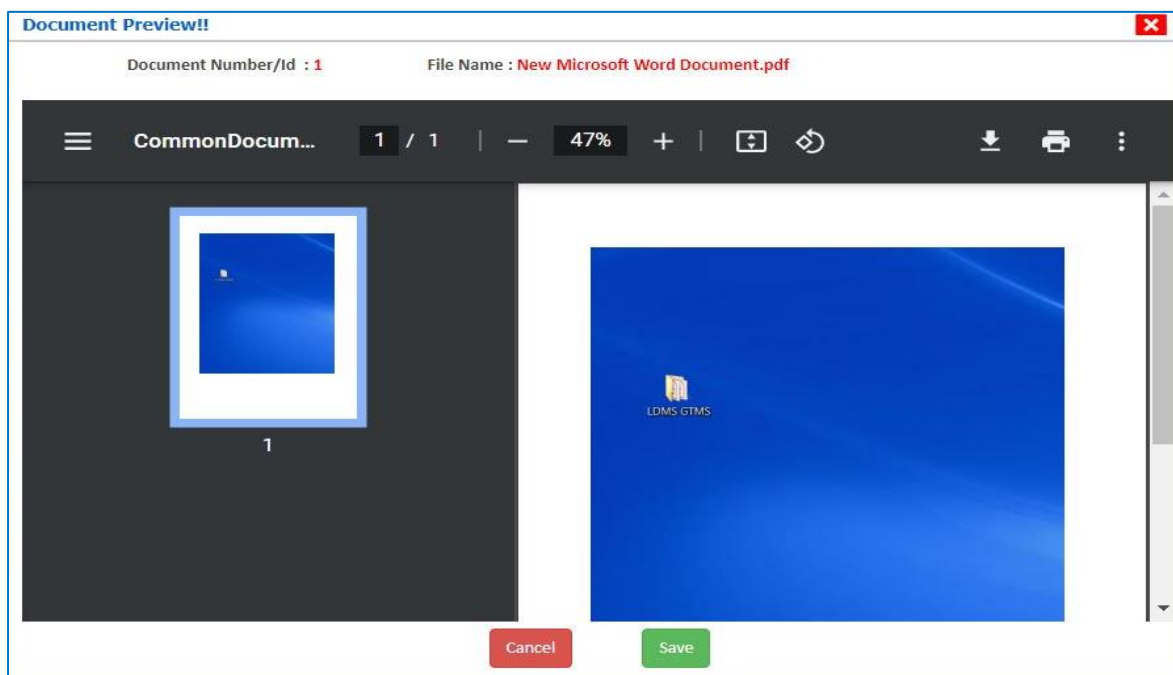 Document Preview!!
Document Number/Id : 1 File Name : New Microsoft Word Document.pdf
CommonDocum... 1 / 1 | 47% |
LDMS GTMS
1
Cancel Save